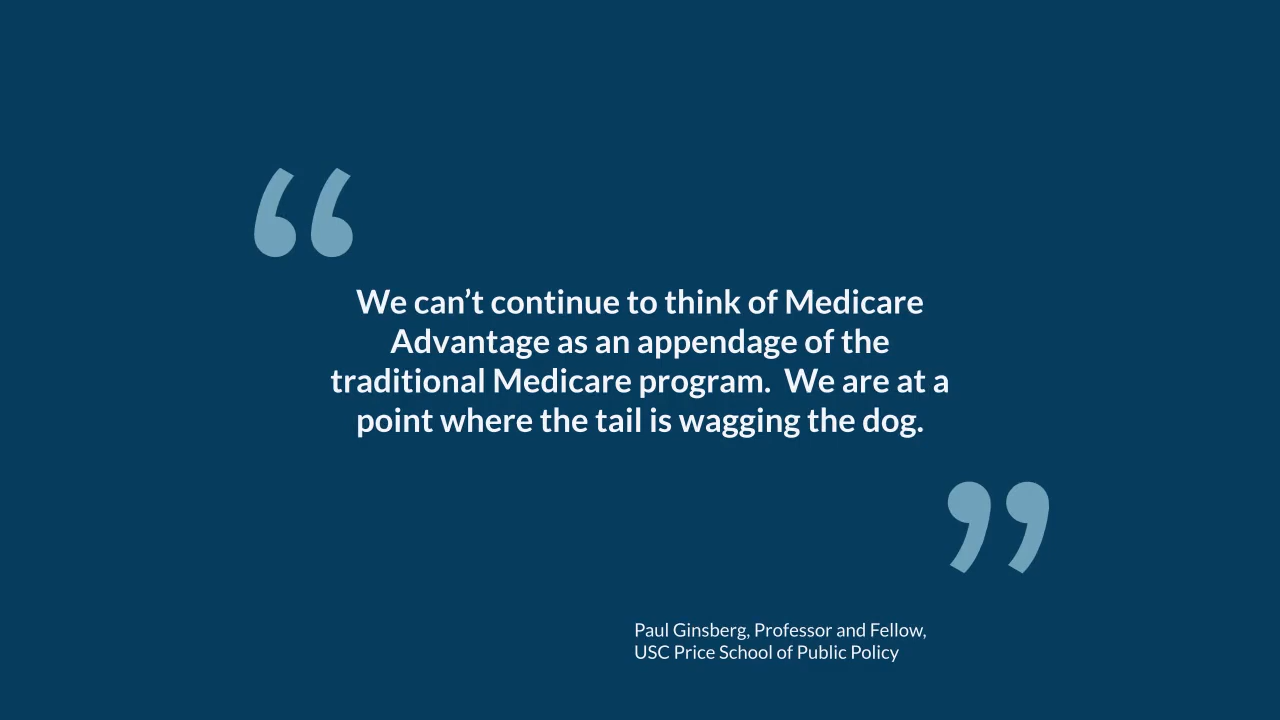 “
We can’t continue to think of Medicare
Advantage as an appendage of the
traditional Medicare program.  We are at a
point where the tail is wagging the dog.
”
Paul Ginsberg, Professor and Fellow,
USC Price School of Public Policy